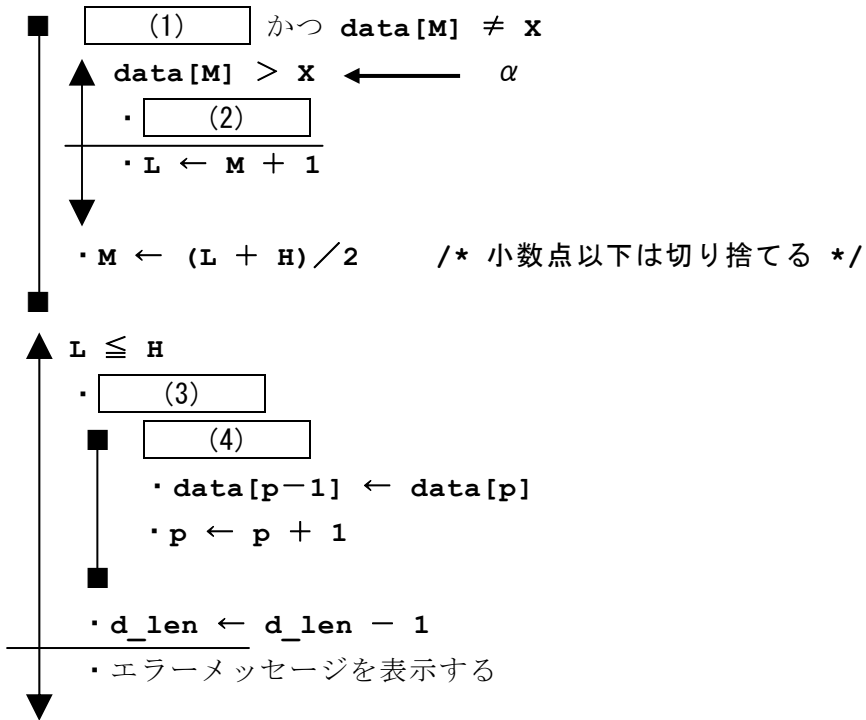 (1) かつ data[M] ≠ X
data[M] ＞ X α
・ (2)
・L ← M ＋ 1
・M ← (L ＋ H)／2 /* 小数点以下は切り捨てる */
L ≦ H
・ (3)
(4)
・data[p－1] ← data[p]
・p ← p ＋ 1
・d_len ← d_len － 1
・エラーメッセージを表示する